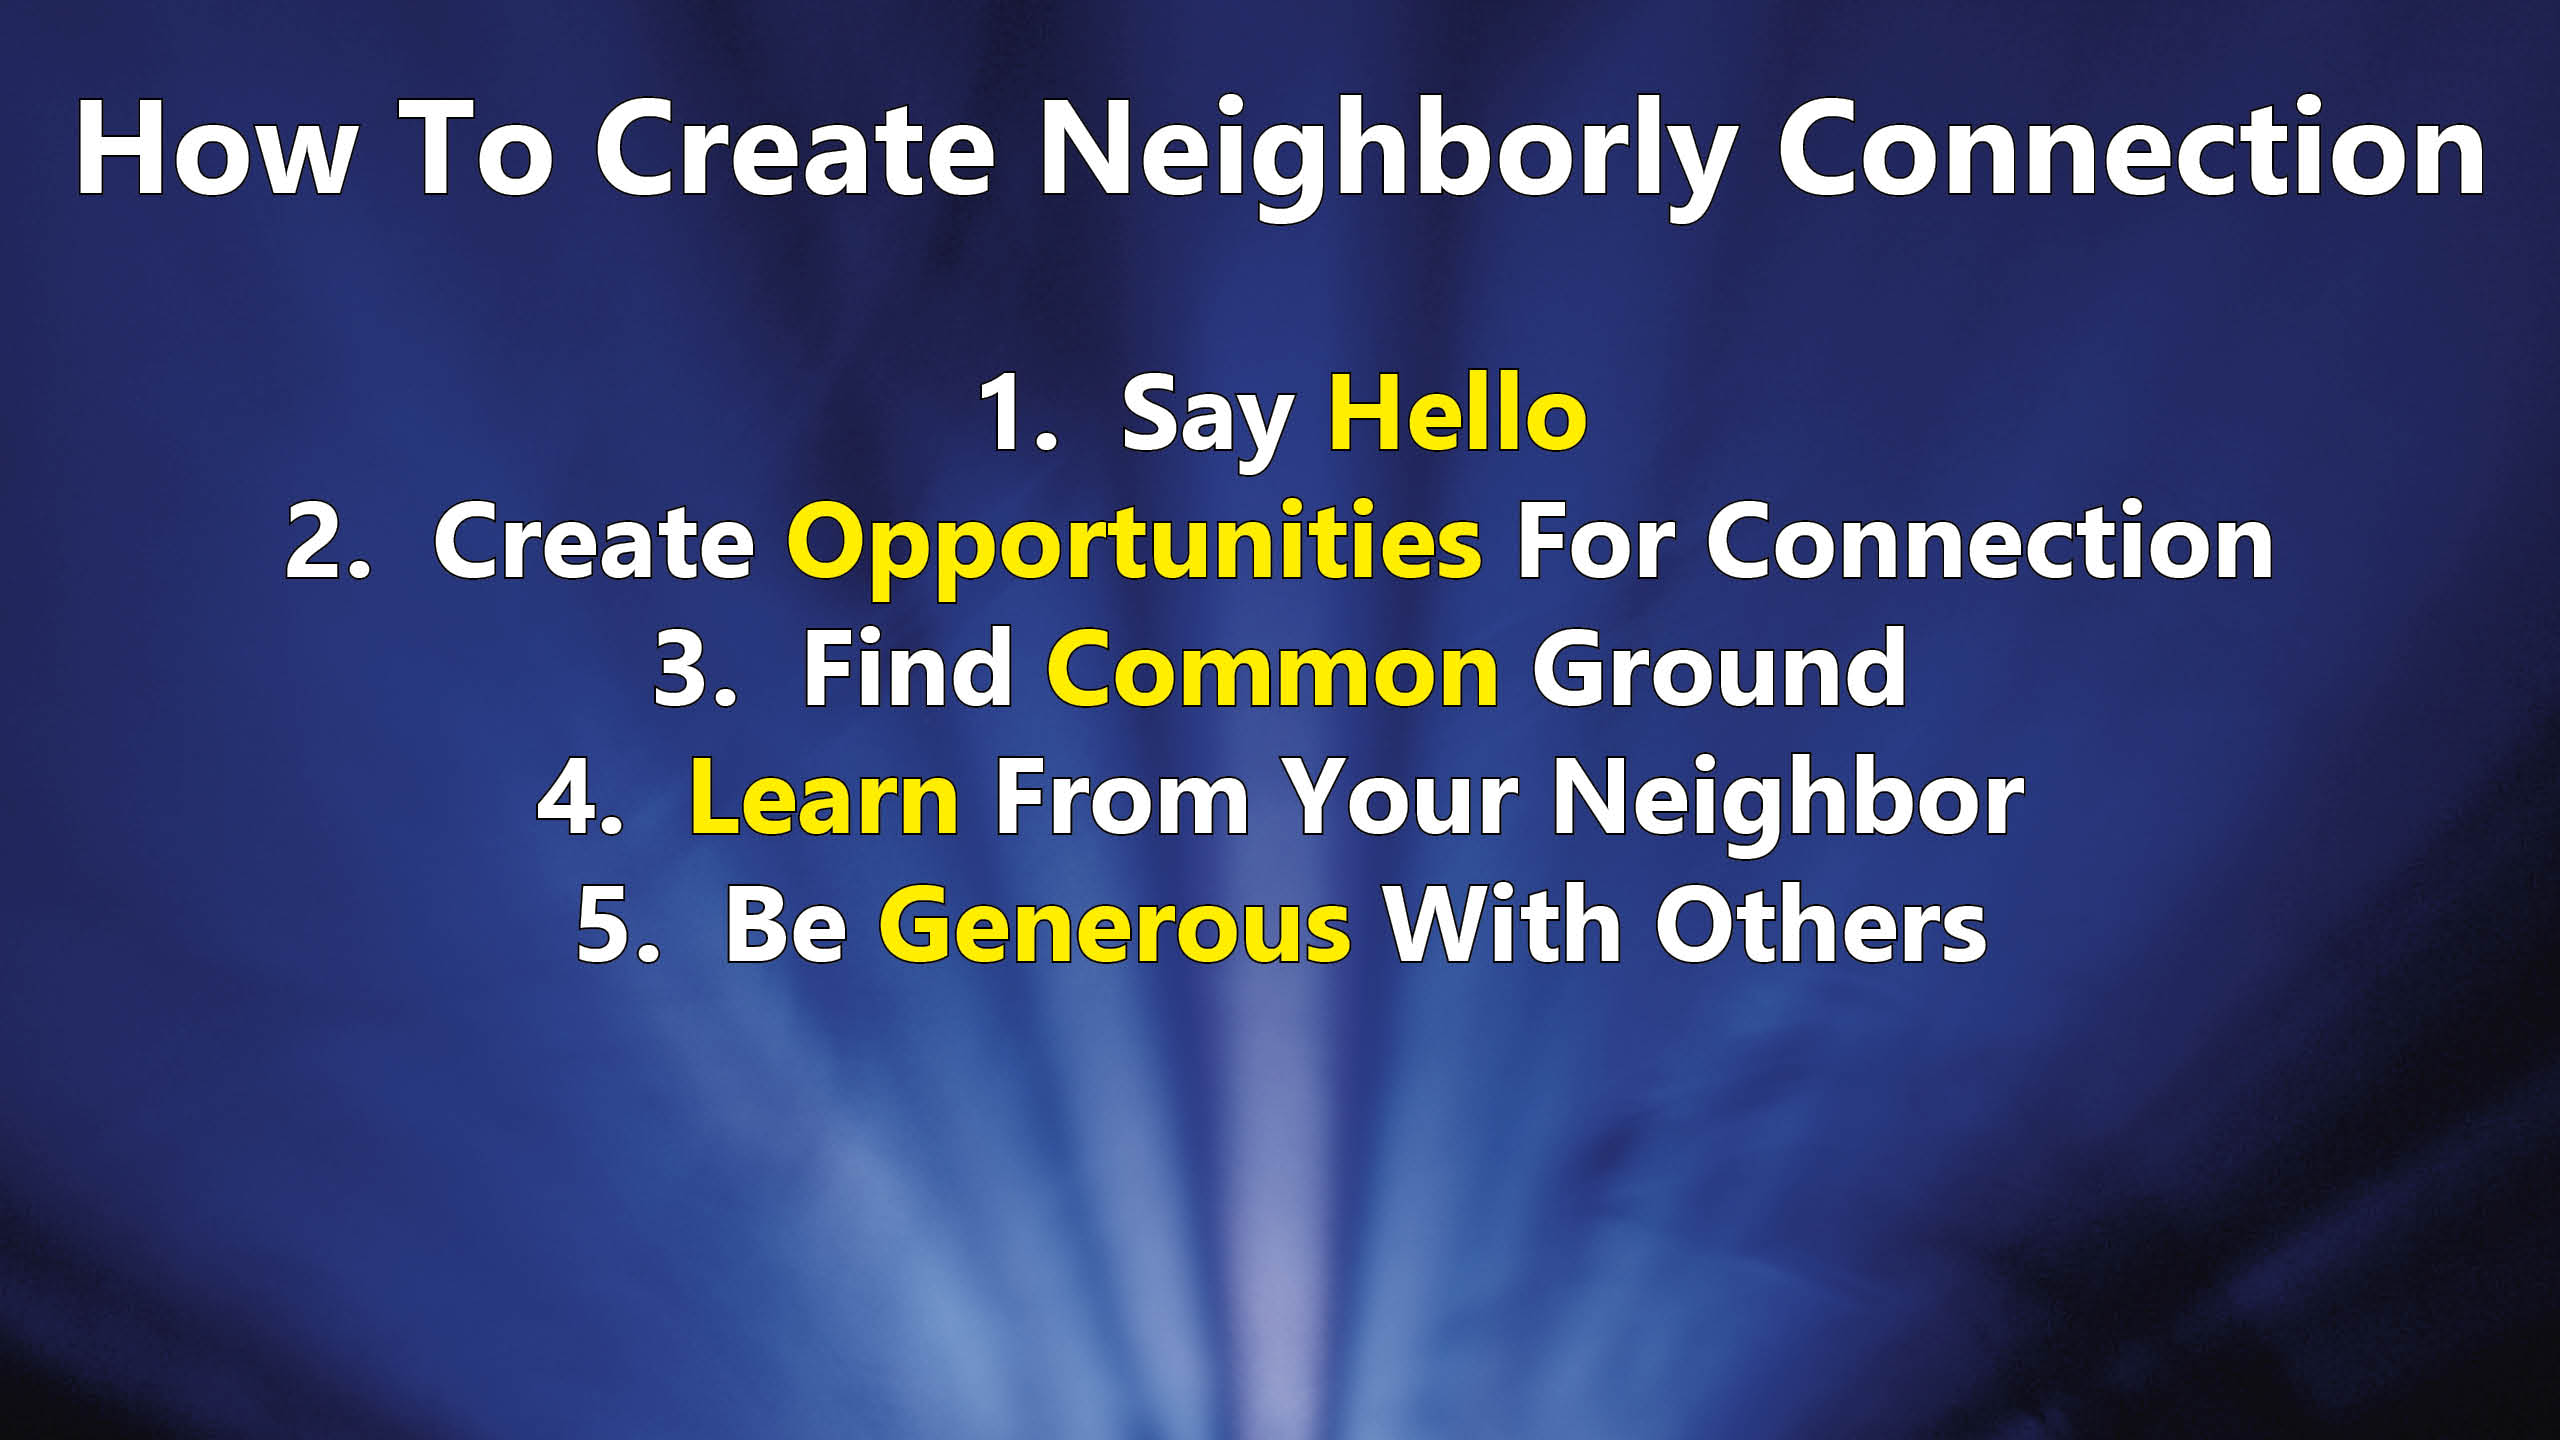 How To Create Neighborly Connection
1. Say Hello
2. Create Opportunities For Connection
3. Find Common Ground
4. Learn From Your Neighbor
5. Be Generous With Others